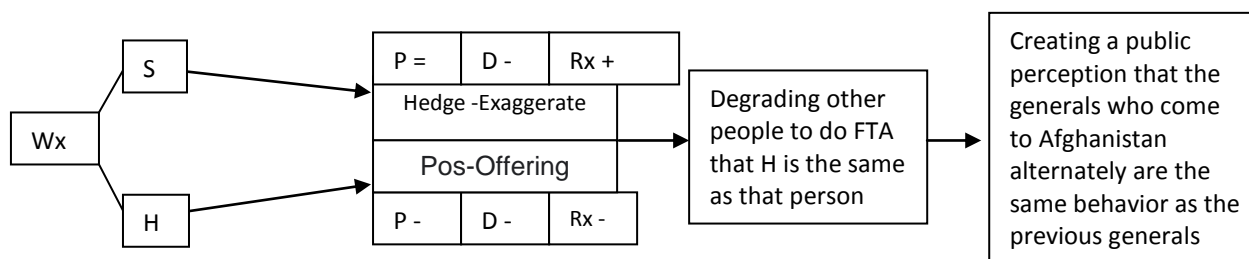 Wx
S
H
P =
D -
Rx +
Hedge -Exaggerate
Pos-Offering
P -
D -
Rx -
Degrading other
people to do FTA
that H is the same
as that person
Creating a public
perception that the
generals who come
to Afghanistan
alternately are the
same behavior as the
previous generals